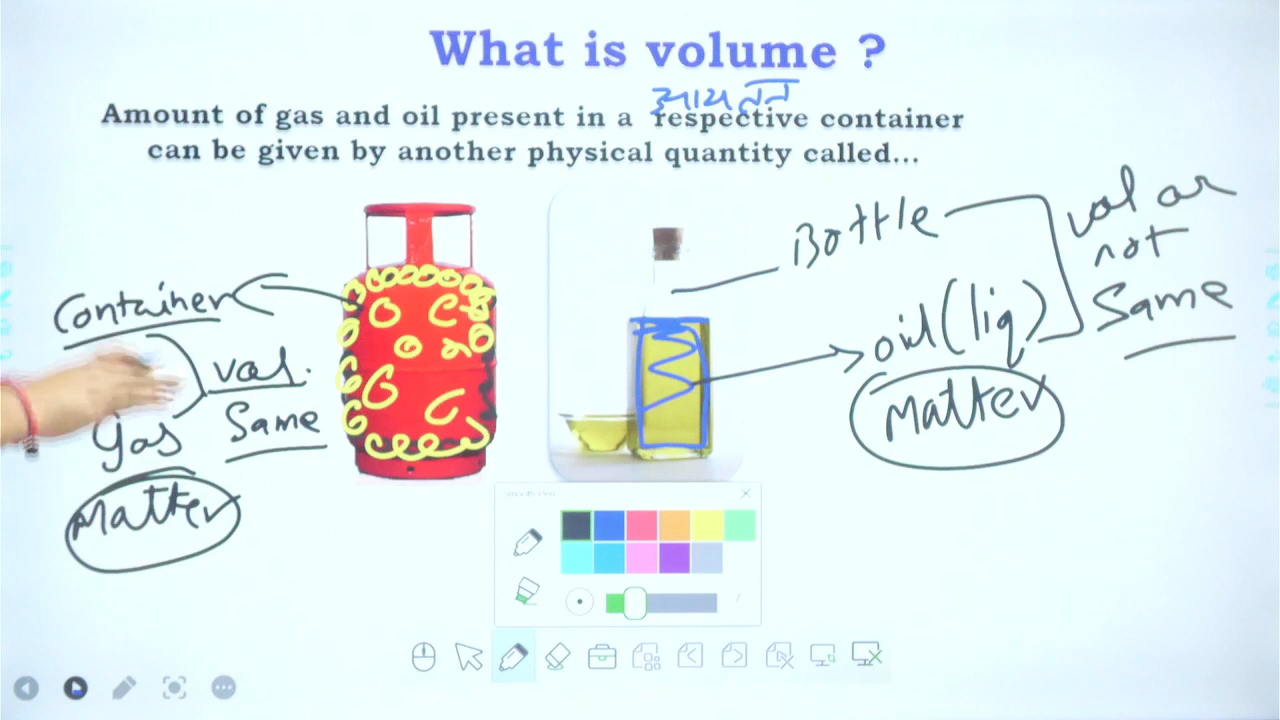 What is volume ?
Amount of gas and oil present in a respective container
can be given by another physical quantity called...
Bottle
vol are
not
Same
Container
oil (liq)
Matter
vol.
Same
gas
Matter